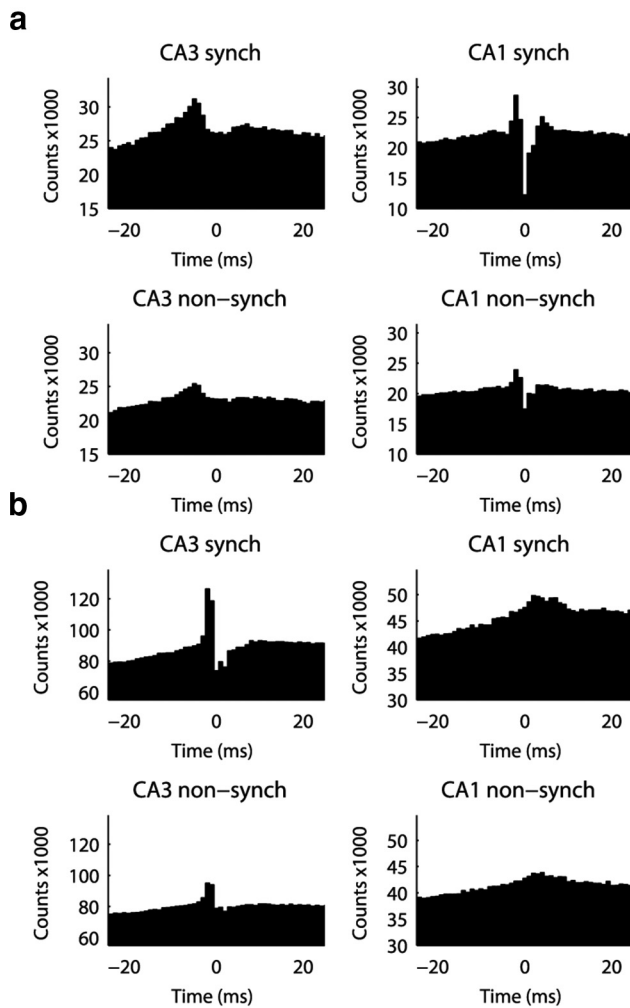 a
CA3 synch
Counts x1000
30
25
20
15
−20 0 20
Time (ms)
CA1 synch
Counts x1000
30
25
20
15
10
−20 0 20
Time (ms)
CA3 non−synch
Counts x1000
30
25
20
15
−20 0 20
Time (ms)
CA1 non−synch
Counts x1000
30
25
20
15
10
−20 0 20
Time (ms)
b
CA3 synch
Counts x1000
120
100
80
60
−20 0 20
Time (ms)
CA1 synch
Counts x1000
50
45
40
35
30
−20 0 20
Time (ms)
CA3 non−synch
Counts x1000
120
100
80
60
−20 0 20
Time (ms)
CA1 non−synch
Counts x1000
50
45
40
35
30
−20 0 20
Time (ms)